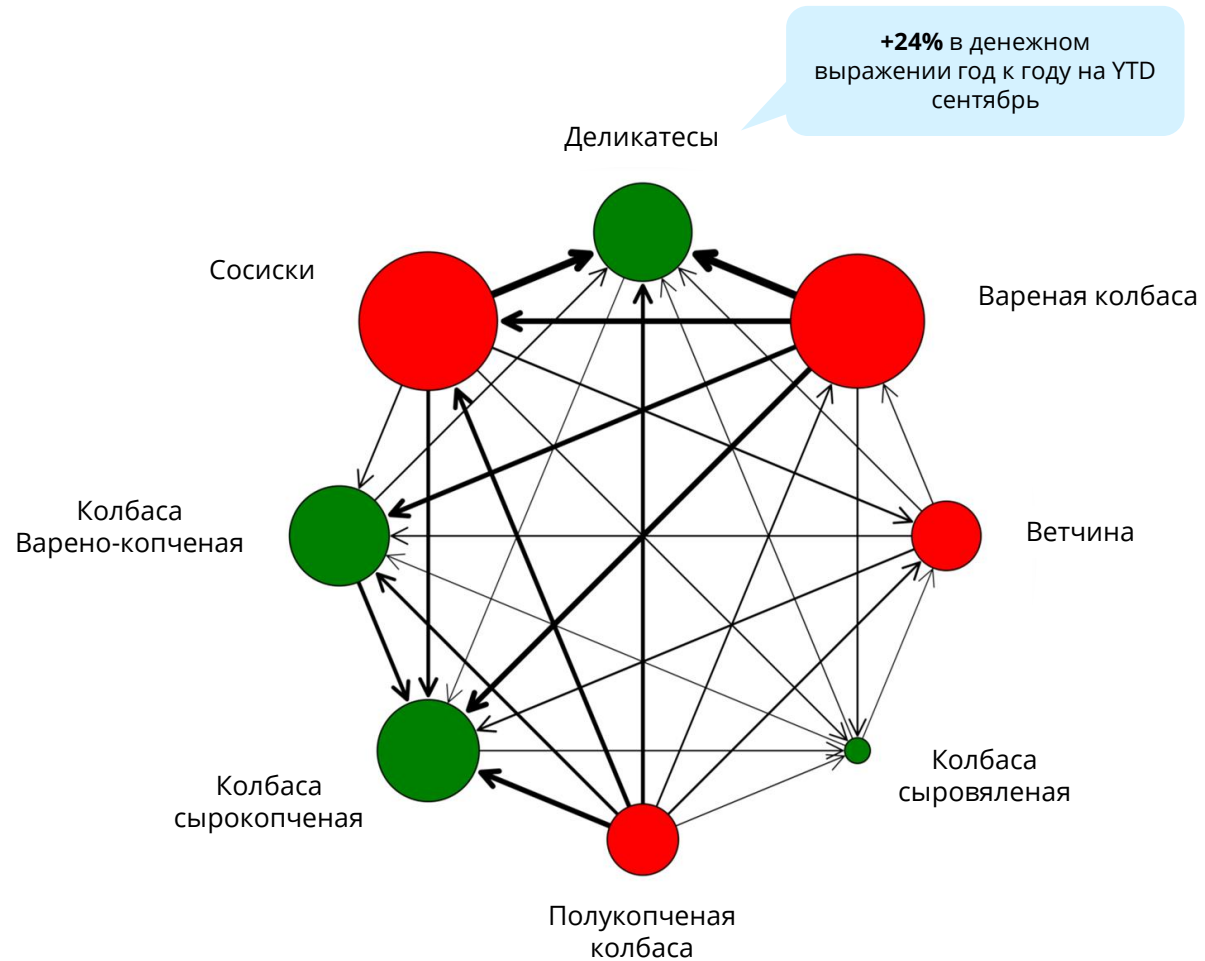 +24% в денежном
выражении год к году на YTD
сентябрь
Деликатесы
Сосиски
Вареная колбаса
Колбаса
Варено-копченая
Ветчина
Колбаса
сырокопченая
Колбаса
сыровяленая
Полукопченая
колбаса